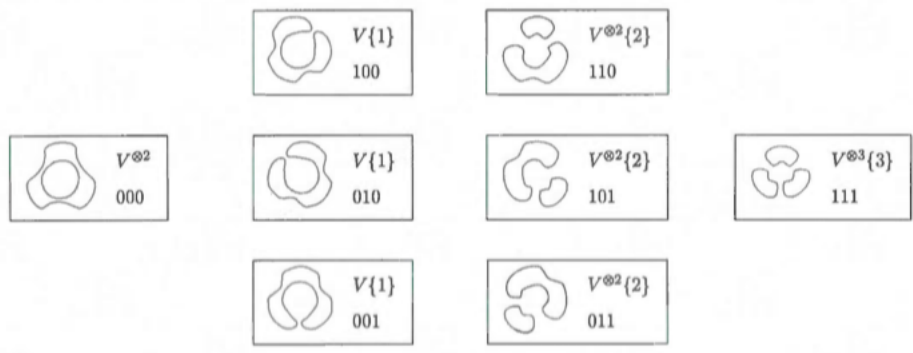 V{1}
100
V^{⊗2}{2}
110
V^{⊗2}
000
V{1}
010
V^{⊗2}{2}
101
V^{⊗3}{3}
111
V{1}
001
V^{⊗2}{2}
011